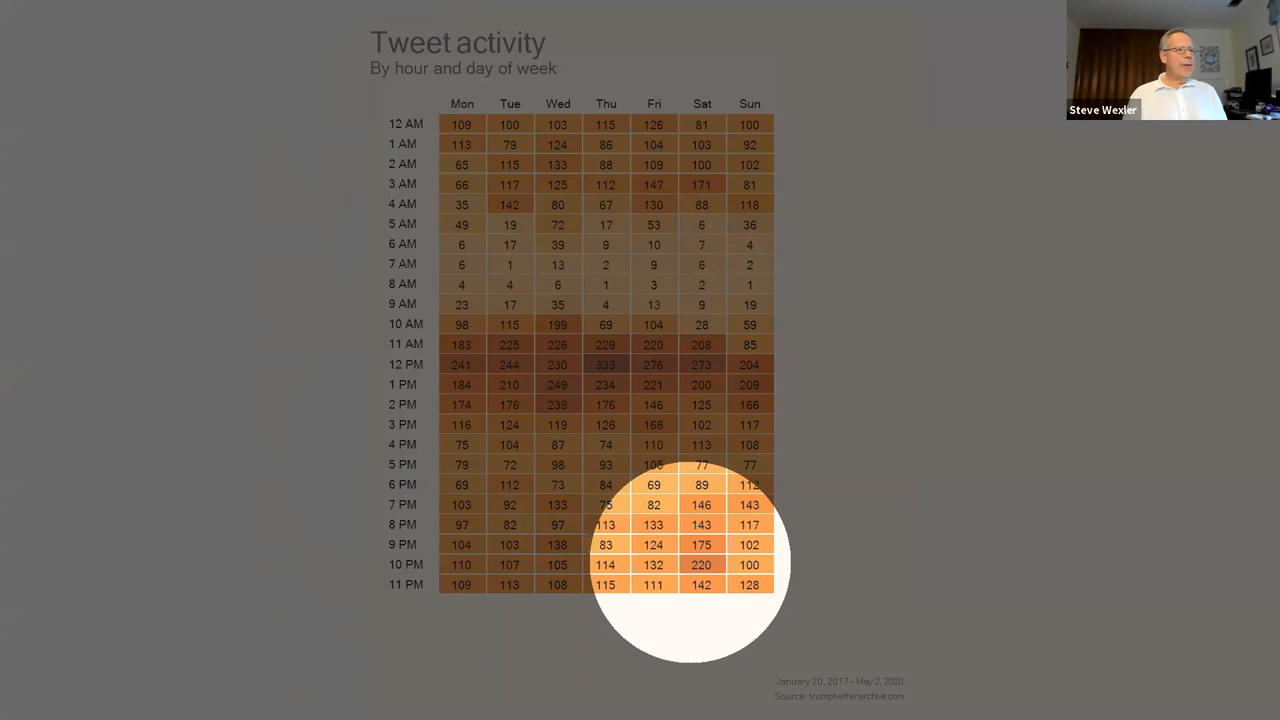 Tweet activity
By hour and day of week
Steve Wexler
Mon Tue Wed Thu Fri Sat Sun
12 AM 109 100 103 115 126 81 100
1 AM 113 79 124 86 104 103 92
2 AM 65 115 133 88 109 100 102
3 AM 66 117 125 112 147 171 81
4 AM 35 142 80 67 130 88 118
5 AM 49 19 72 17 53 6 36
6 AM 6 17 39 9 10 7 4
7 AM 6 1 13 2 9 6 2
8 AM 4 4 6 1 3 2 1
9 AM 23 17 35 4 13 9 19
10 AM 98 115 199 69 104 28 59
11 AM 183 225 226 229 220 208 85
12 PM 241 244 230 333 276 273 204
1 PM 184 210 249 234 221 200 209
2 PM 174 176 239 176 146 125 166
3 PM 116 124 119 126 166 102 117
4 PM 75 104 87 74 110 113 108
5 PM 79 72 98 93 105 77 77
6 PM 69 112 73 84 69 89 112
7 PM 103 92 133 75 82 146 143
8 PM 97 82 97 113 133 143 117
9 PM 104 103 138 83 124 175 102
10 PM 110 107 105 114 132 220 100
11 PM 109 113 108 115 111 142 128
January 20, 2017 - May 2, 2020
Source: trumptwitterarchive.com